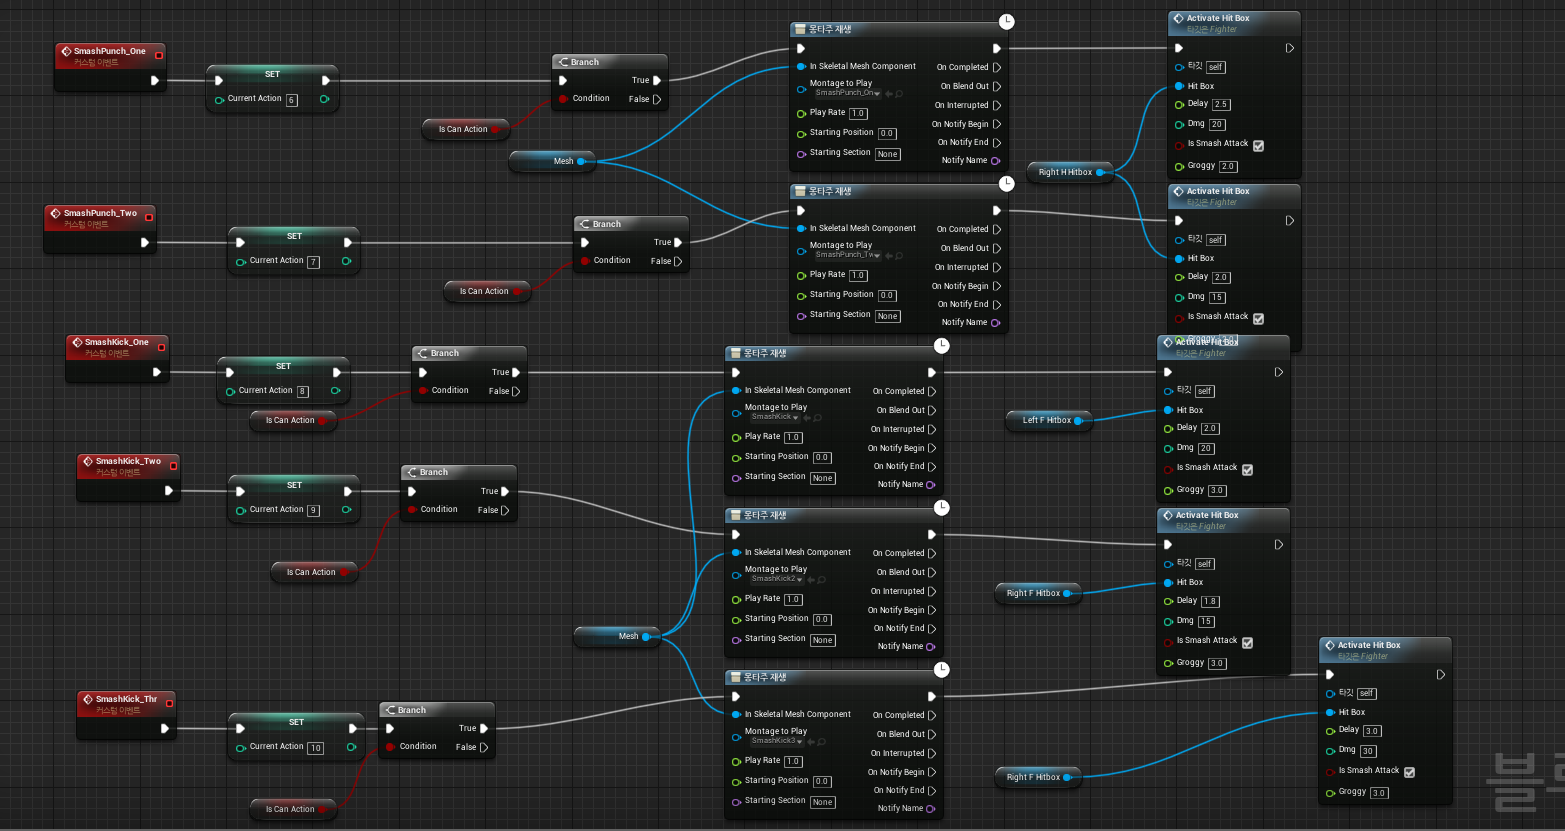 SmashPunch_One
커스텀 이벤트
SET
Current Action 6
Is Can Action
Branch
True
Condition
False
Mesh
몽타주 재생
In Skeletal Mesh Component
On Completed
Montage to Play
SmashPunch_On
On Blend Out
On Interrupted
Play Rate 1.0
On Notify Begin
Starting Position 0.0
On Notify End
Starting Section None
Notify Name
Right H Hitbox
Activate Hit Box
타깃은 Fighter
타깃 self
Hit Box
Delay 2.5
Dmg 20
Is Smash Attack
Groggy 2.0
SmashPunch_Two
커스텀 이벤트
SET
Current Action 7
Is Can Action
Branch
True
Condition
False
몽타주 재생
In Skeletal Mesh Component
On Completed
Montage to Play
SmashPunch_Tw
On Blend Out
On Interrupted
Play Rate 1.0
On Notify Begin
Starting Position 0.0
On Notify End
Starting Section None
Notify Name
Activate Hit Box
타깃은 Fighter
타깃 self
Hit Box
Delay 2.0
Dmg 15
Is Smash Attack
SmashKick_One
커스텀 이벤트
SET
Current Action 8
Is Can Action
Branch
True
Condition
False
몽타주 재생
In Skeletal Mesh Component
On Completed
Montage to Play
SmashKick
On Blend Out
On Interrupted
Play Rate 1.0
On Notify Begin
Starting Position 0.0
On Notify End
Starting Section None
Notify Name
Left F Hitbox
Activate Hit Box
타깃은 Fighter
타깃 self
Hit Box
Delay 2.0
Dmg 20
Is Smash Attack
Groggy 3.0
SmashKick_Two
커스텀 이벤트
SET
Current Action 9
Is Can Action
Branch
True
Condition
False
Mesh
몽타주 재생
In Skeletal Mesh Component
On Completed
Montage to Play
SmashKick2
On Blend Out
On Interrupted
Play Rate 1.0
On Notify Begin
Starting Position 0.0
On Notify End
Starting Section None
Notify Name
Right F Hitbox
Activate Hit Box
타깃은 Fighter
타깃 self
Hit Box
Delay 1.8
Dmg 15
Is Smash Attack
Groggy 3.0
SmashKick_Thr
커스텀 이벤트
SET
Current Action 10
Is Can Action
Branch
True
Condition
False
몽타주 재생
In Skeletal Mesh Component
On Completed
Montage to Play
SmashKick3
On Blend Out
On Interrupted
Play Rate 1.0
On Notify Begin
Starting Position 0.0
On Notify End
Starting Section None
Notify Name
Right F Hitbox
Activate Hit Box
타깃은 Fighter
타깃 self
Hit Box
Delay 3.0
Dmg 30
Is Smash Attack
Groggy 3.0